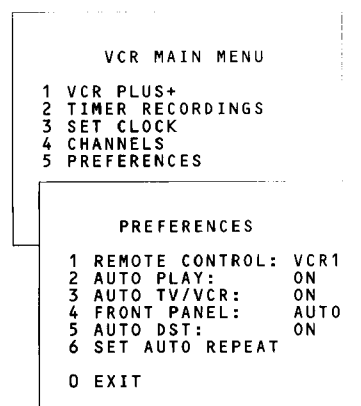 VCR MAIN MENU
1 VCR PLUS+
2 TIMER RECORDINGS
3 SET CLOCK
4 CHANNELS
5 PREFERENCES
PREFERENCES
1 REMOTE CONTROL: VCR1
2 AUTO PLAY: ON
3 AUTO TV/VCR: ON
4 FRONT PANEL: AUTO
5 AUTO DST: ON
6 SET AUTO REPEAT
0 EXIT